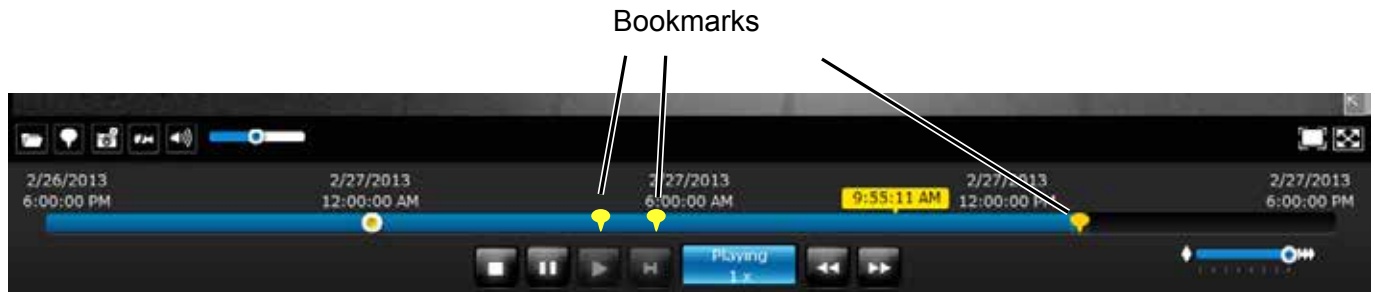 Bookmarks
2/26/2013
6:00:00 PM
2/27/2013
12:00:00 AM
2/27/2013
6:00:00 AM
9:55:11 AM
2/27/2013
12:00:00 PM
2/27/2013
6:00:00 PM
Playing
1 x